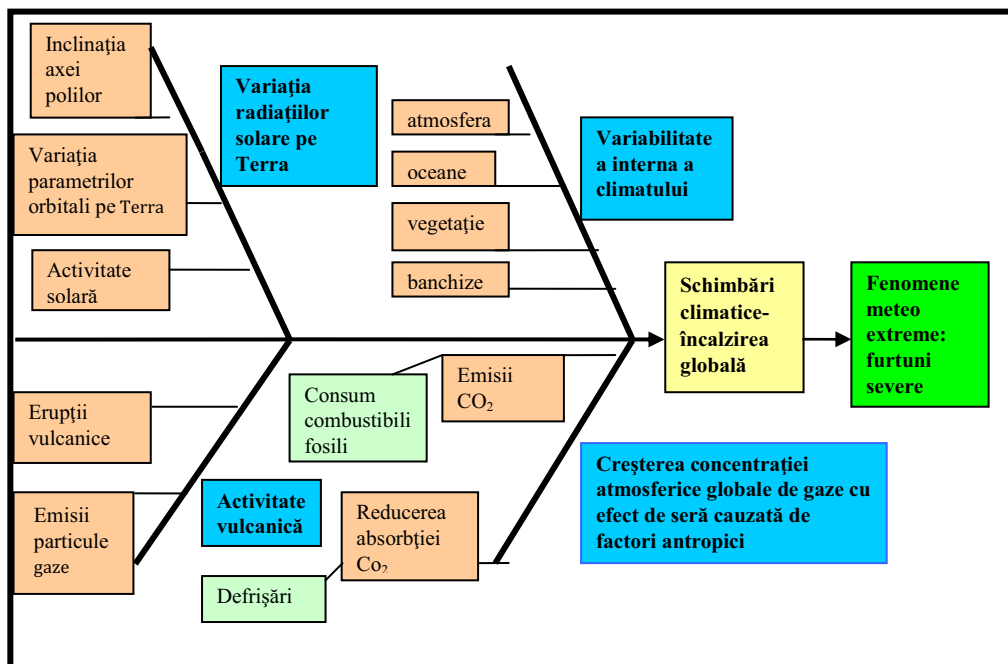 Inclinaţia
axei
polilor
Variaţia
radiaţiilor
solare pe
Terra
Variaţia
parametrilor
orbitali pe Terra
Activitate
solară
atmosfera
oceane
vegetaţie
banchize
Variabilitate
a interna a
climatului
Schimbări
climatice-
încalzirea
globală
Fenomene
meteo
extreme:
furtuni
severe
Erupţii
vulcanice
Emisii
particule
gaze
Activitate
vulcanică
Consum
combustibili
fosili
Emisii
CO₂
Reducerea
absorbţiei
Co₂
Defrişări
Creşterea concentraţiei
atmosferice globale de gaze cu
efect de seră cauzată de
factori antropici